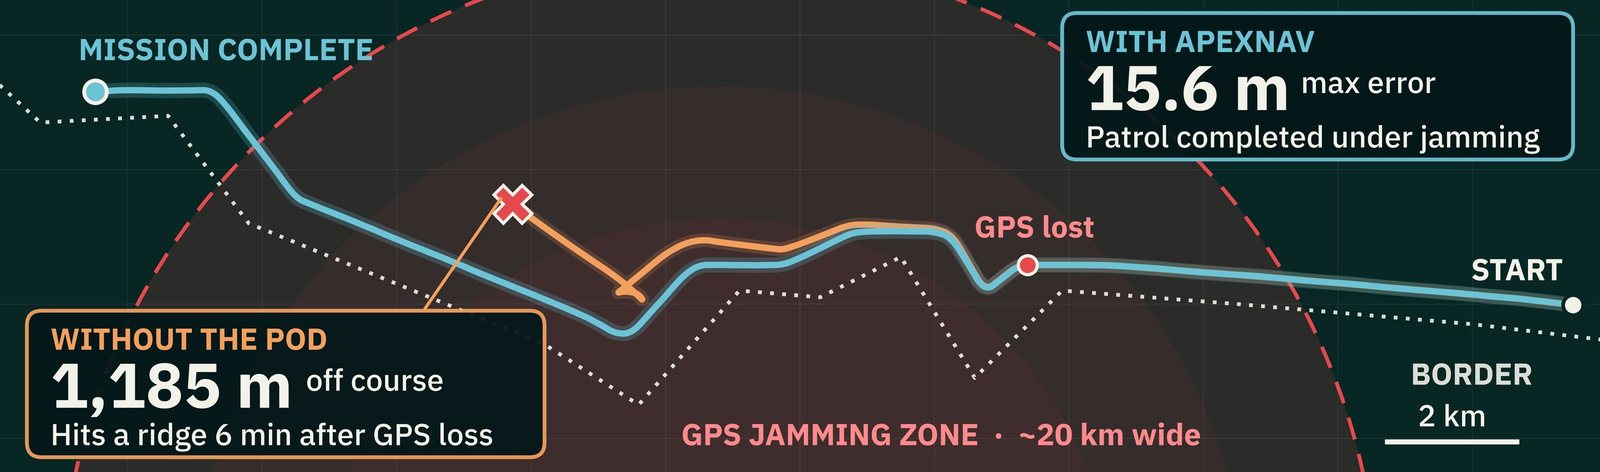 MISSION COMPLETE
WITH APEXNAV
15.6 m max error
Patrol completed under jamming
GPS lost
START
WITHOUT THE POD
1,185 m off course
Hits a ridge 6 min after GPS loss
BORDER
2 km
GPS JAMMING ZONE · ~20 km wide